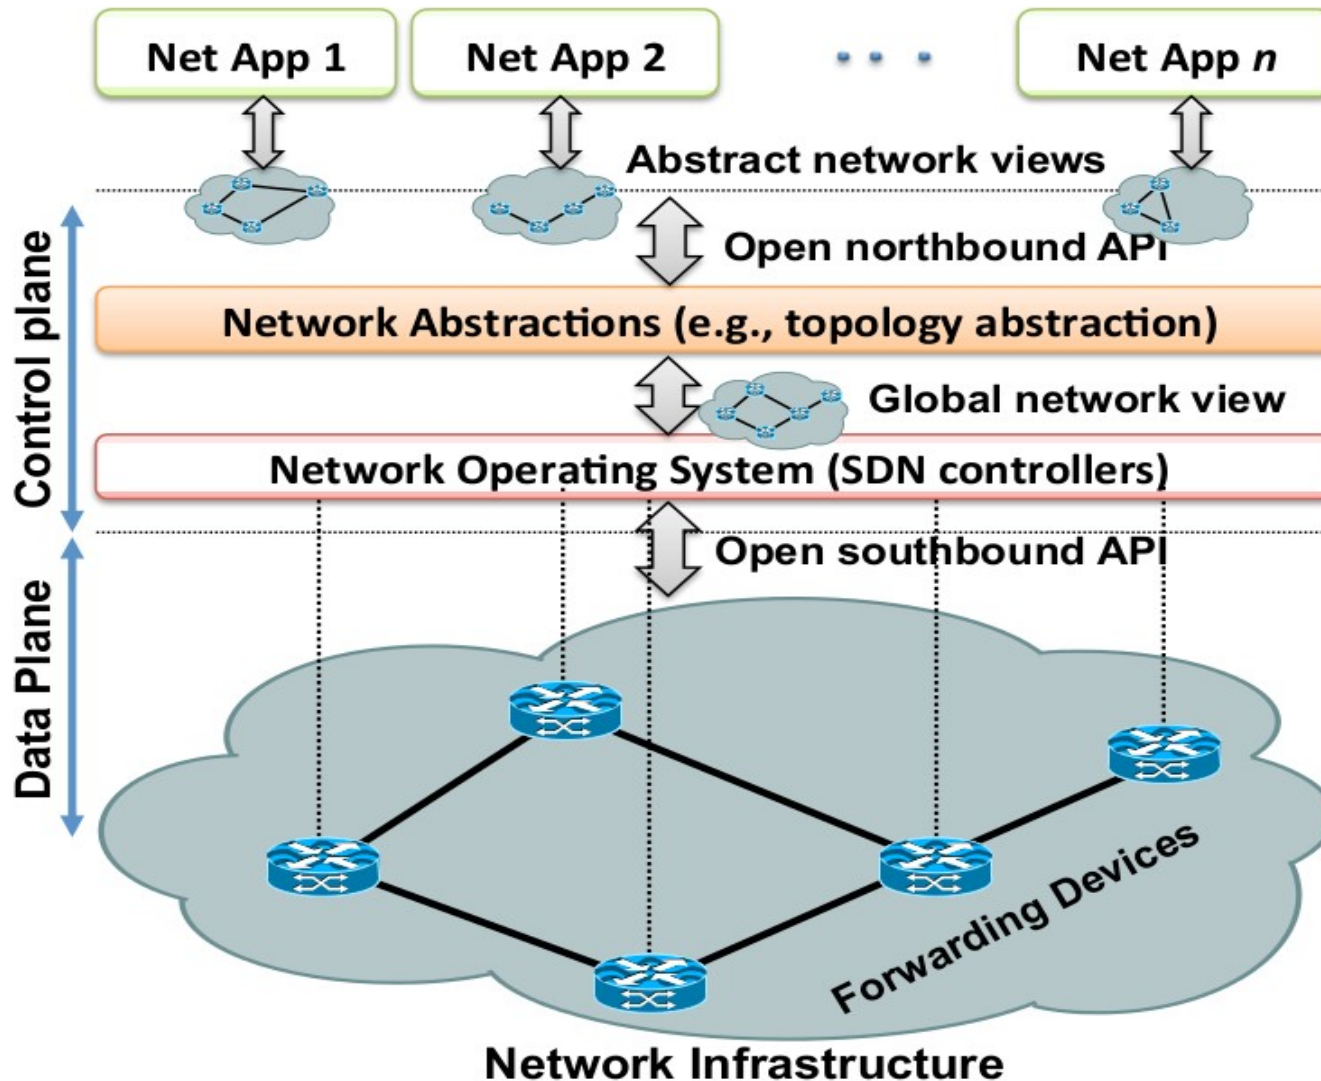 Net App 1
Net App 2
Net App n
Abstract network views
Open northbound API
Control plane
Network Abstractions (e.g., topology abstraction)
Global network view
Network Operating System (SDN controllers)
Open southbound API
Data Plane
Forwarding Devices
Network Infrastructure